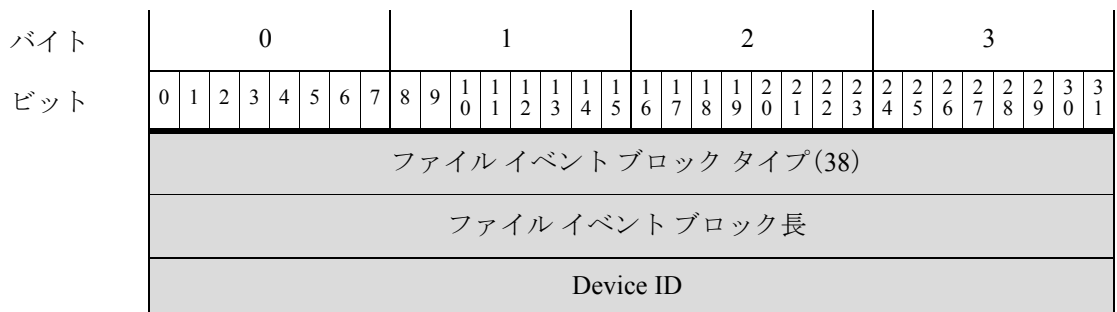 バイト 0 1 2 3
ビット 0 1 2 3 4 5 6 7 8 9 10 11 12 13 14 15 16 17 18 19 20 21 22 23 24 25 26 27 28 29 30 31
ファイル イベント ブロック タイプ(38)
ファイル イベント ブロック長
Device ID